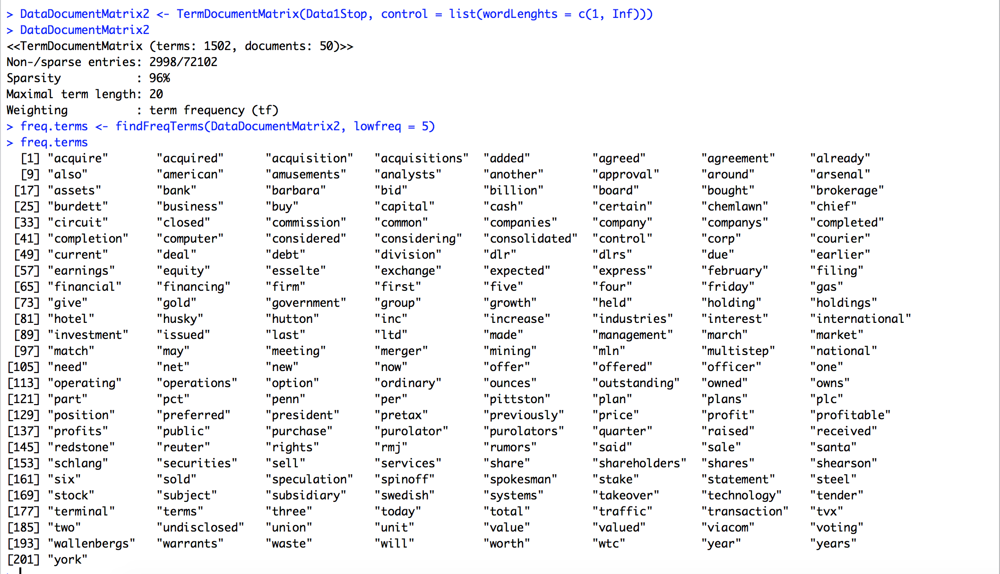 > DataDocumentMatrix2 <- TermDocumentMatrix(Data1Stop, control = list(wordLenghts = c(1, Inf)))
> DataDocumentMatrix2
<<TermDocumentMatrix (terms: 1502, documents: 50)>>
Non-/sparse entries: 2998/72102
Sparsity           : 96%
Maximal term length: 20
Weighting          : term frequency (tf)
> freq.terms <- findFreqTerms(DataDocumentMatrix2, lowfreq = 5)
> freq.terms
  [1] "acquire"       "acquired"      "acquisition"   "acquisitions"  "added"         "agreed"        "agreement"     "already"
  [9] "also"          "american"      "amusements"    "analysts"      "another"       "approval"      "around"        "arsenal"
 [17] "assets"        "bank"          "barbara"       "bid"           "billion"       "board"         "bought"        "brokerage"
 [25] "burdett"       "business"      "buy"           "capital"       "cash"          "certain"       "chemlawn"      "chief"
 [33] "circuit"       "closed"        "commission"    "common"        "companies"     "company"       "companys"      "completed"
 [41] "completion"    "computer"      "considered"    "considering"   "consolidated"  "control"       "corp"          "courier"
 [49] "current"       "deal"          "debt"          "division"      "dlr"           "dlrs"          "due"           "earlier"
 [57] "earnings"      "equity"        "esselte"       "exchange"      "expected"      "express"       "february"      "filing"
 [65] "financial"     "financing"     "firm"          "first"         "five"          "four"          "friday"        "gas"
 [73] "give"          "gold"          "government"    "group"         "growth"        "held"          "holding"       "holdings"
 [81] "hotel"         "husky"         "hutton"        "inc"           "increase"      "industries"    "interest"      "international"
 [89] "investment"    "issued"        "last"          "ltd"           "made"          "management"    "march"         "market"
 [97] "match"         "may"           "meeting"       "merger"        "mining"        "mln"           "multistep"     "national"
[105] "need"          "net"           "new"           "now"           "offer"         "offered"       "officer"       "one"
[113] "operating"     "operations"    "option"        "ordinary"      "ounces"        "outstanding"   "owned"         "owns"
[121] "part"          "pct"           "penn"          "per"           "pittston"      "plan"          "plans"         "plc"
[129] "position"      "preferred"     "president"     "pretax"        "previously"    "price"         "profit"        "profitable"
[137] "profits"       "public"        "purchase"      "purolator"     "purolators"    "quarter"       "raised"        "received"
[145] "redstone"      "reuter"        "rights"        "rmj"           "rumors"        "said"          "sale"          "santa"
[153] "schlang"       "securities"    "sell"          "services"      "share"         "shareholders"  "shares"        "shearson"
[161] "six"           "sold"          "speculation"   "spinoff"       "spokesman"     "stake"         "statement"     "steel"
[169] "stock"         "subject"       "subsidiary"    "swedish"       "systems"       "takeover"      "technology"    "tender"
[177] "terminal"      "terms"         "three"         "today"         "total"         "traffic"       "transaction"   "tvx"
[185] "two"           "undisclosed"   "union"         "unit"          "value"         "valued"        "viacom"        "voting"
[193] "wallenbergs"   "warrants"      "waste"         "will"          "worth"         "wtc"           "year"          "years"
[201] "york"